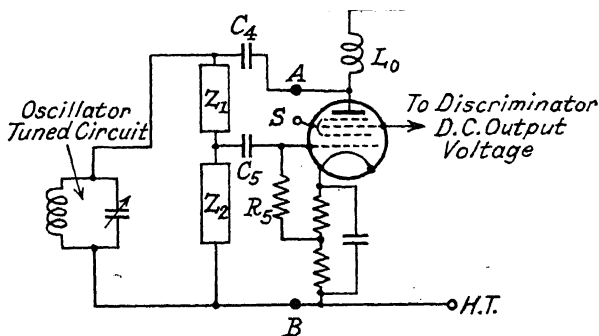 C4
L0
A
Oscillator
Tuned Circuit
Z1
S
To Discriminator
D.C. Output
Voltage
C5
Z2
R5
B
H.T.